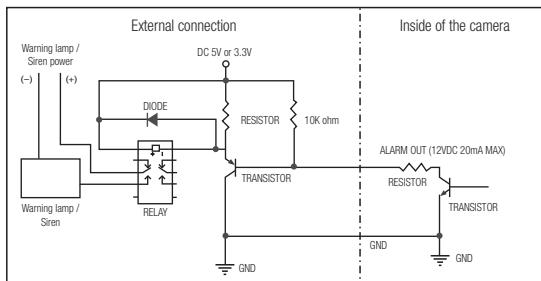 External connection
Inside of the camera
DC 5V or 3.3V
Warning lamp /
Siren power
(−)
(+)
DIODE
RESISTOR
10K ohm
ALARM OUT (12VDC 20mA MAX)
RESISTOR
TRANSISTOR
TRANSISTOR
Warning lamp /
Siren
RELAY
GND
GND
GND